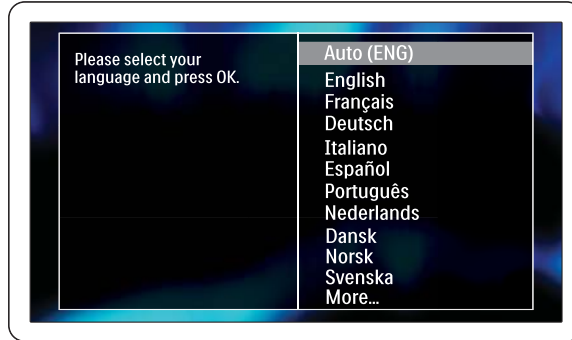 Please select your
language and press OK.
Auto (ENG)
English
Français
Deutsch
Italiano
Español
Português
Nederlands
Dansk
Norsk
Svenska
More...